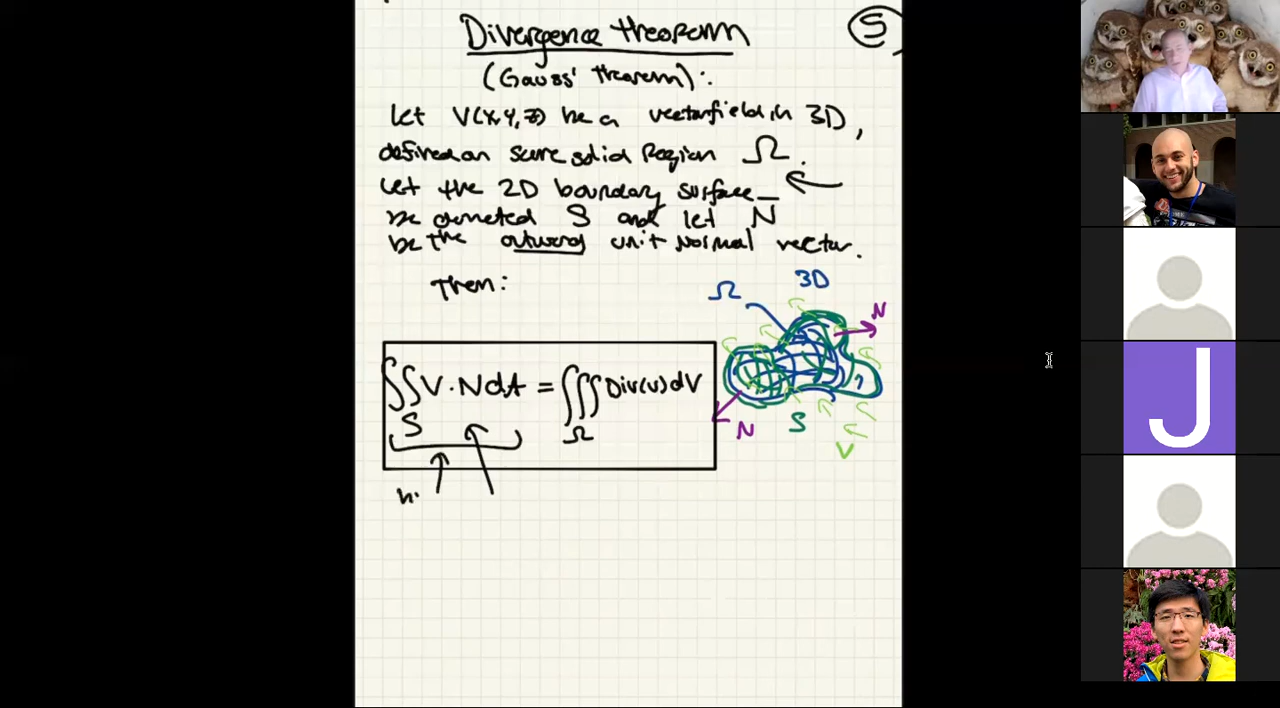 Divergence theorem
5
(Gauss' theorem):
Let V(x,y,z) be a vectorfield in 3D,
defined on some solid Region Ω.
Let the 2D boundary surface
be denoted S and let N
be the outward unit Normal vector.
Then:
Ω 3D
N
∬V·NdA = ∭Div(V)dV
S Ω
N S
V
h.
J